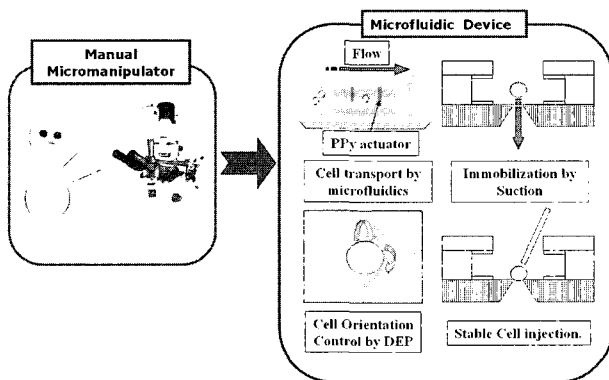 Manual
Micromanipulator
Microfluidic Device
Flow
PPy actuator
Cell transport by
microfluidics
Immobilization by
Suction
Cell Orientation
Control by DEP
Stable Cell injection.